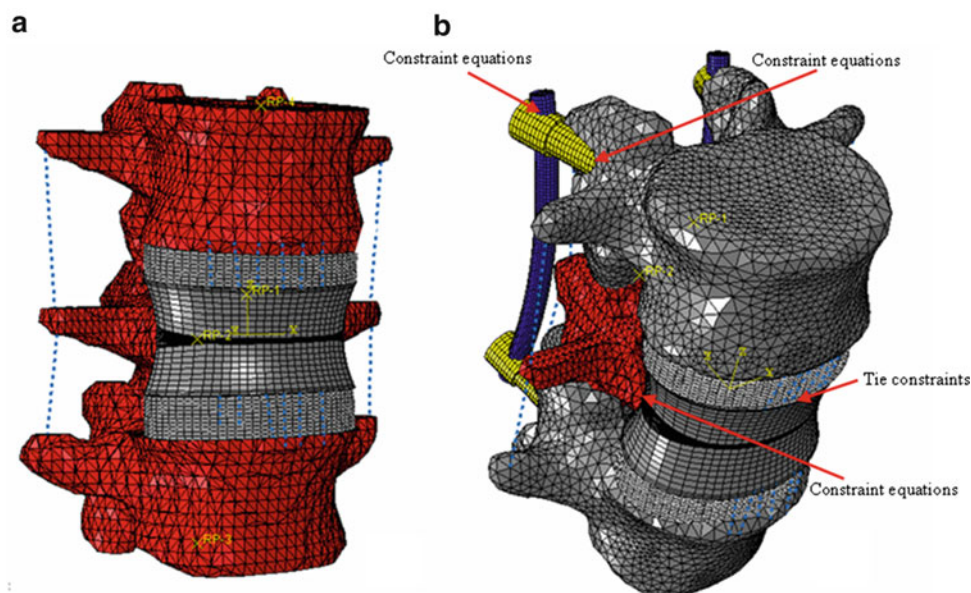 a
b
Constraint equations
Constraint equations
RP-4
RP-1
RP-2
X
RP-3
RP-1
RP-2
Tie constraints
Constraint equations